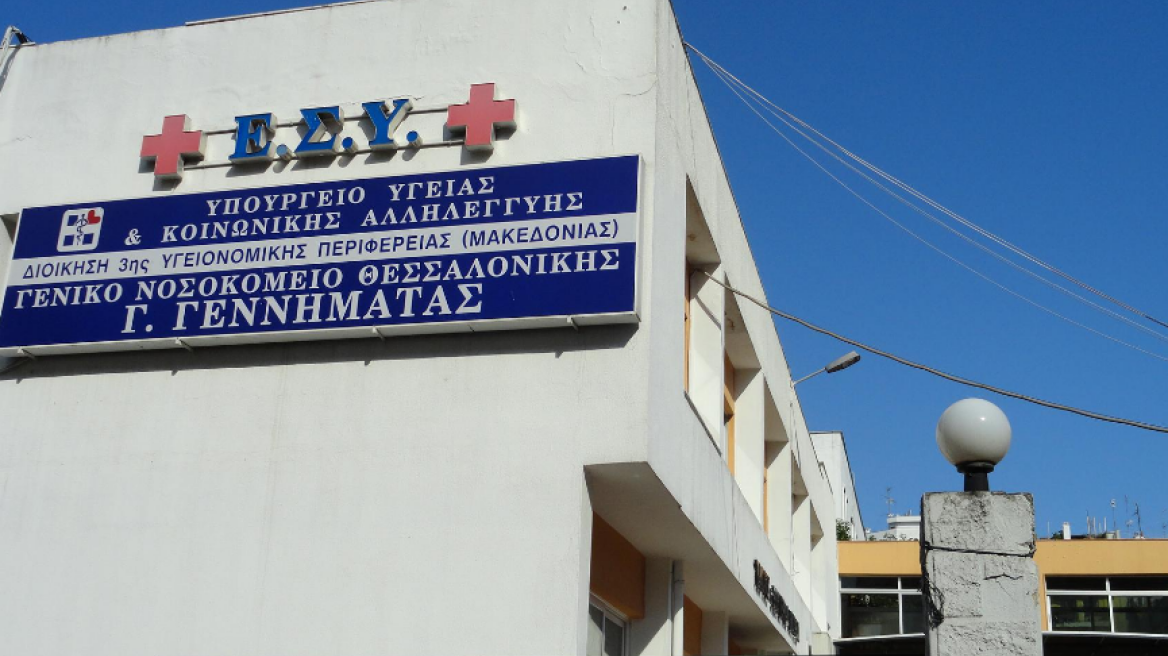 Ε.Σ.Υ.
ΥΠΟΥΡΓΕΙΟ ΥΓΕΙΑΣ
& ΚΟΙΝΩΝΙΚΗΣ ΑΛΛΗΛΕΓΓΥΗΣ
ΔΙΟΙΚΗΣΗ 3ης ΥΓΕΙΟΝΟΜΙΚΗΣ ΠΕΡΙΦΕΡΕΙΑΣ (ΜΑΚΕΔΟΝΙΑΣ)
ΓΕΝΙΚΟ ΝΟΣΟΚΟΜΕΙΟ ΘΕΣΣΑΛΟΝΙΚΗΣ
Γ. ΓΕΝΝΗΜΑΤΑΣ